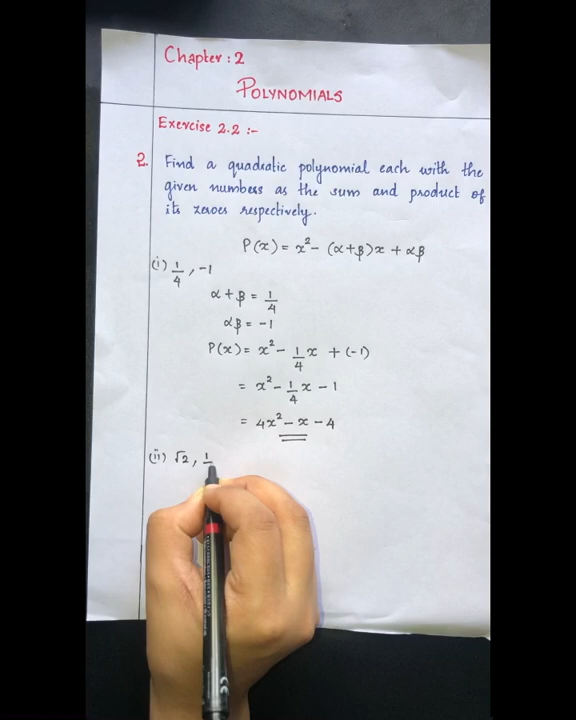 Chapter : 2
POLYNOMIALS
Exercise 2.2 :-
2. Find a quadratic polynomial each with the
given numbers as the sum and product of
its zeroes respectively.
P(x) = x² - (α+β)x + αβ
(i) 1/4, -1
α + β = 1/4
αβ = -1
P(x) = x² - 1/4 x + (-1)
= x² - 1/4 x - 1
= 4x² - x - 4
(ii) √2, 1